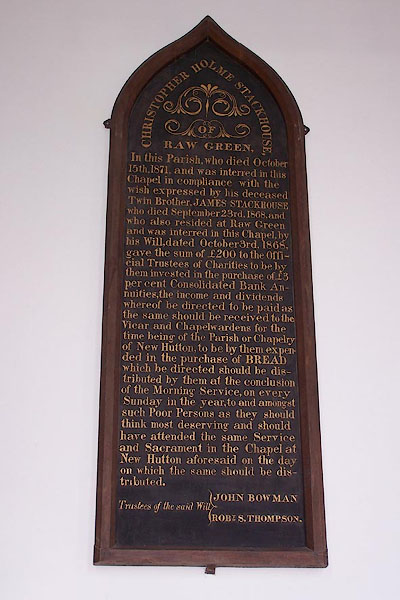 CHRISTOPHER HOLME STACKHOUSE,
OF
RAW GREEN,
In this Parish, who died October
15th, 1871, and was interred in this
Chapel in compliance with the
wish expressed by his deceased
Twin Brother, JAMES STACKHOUSE
who died September 23rd, 1868, and
who also resided at Raw Green
and was interred in this Chapel, by
his Will, dated October 3rd, 1868,
gave the sum of £200 to the Offi-
cial Trustees of Charities to be by
them invested in the purchase of £3
per cent Consolidated Bank An-
nuities, the income and dividends
whereof be directed to be paid as
the same should be received to the
Vicar and Chapelwardens for the
time being of the Parish or Chapelry
of New Hutton, to be by them expen-
ded in the purchase of BREAD
which be directed should be dis-
tributed by them at the conclusion
of the Morning Service, on every
Sunday in the year, to and amongst
such Poor Persons as they should
think most deserving and should
have attended the same Service
and Sacrament in the Chapel at
New Hutton aforesaid on the day
on which the same should be dis-
tributed.
Trustees of the said Will
JOHN BOWMAN
ROBT S. THOMPSON.